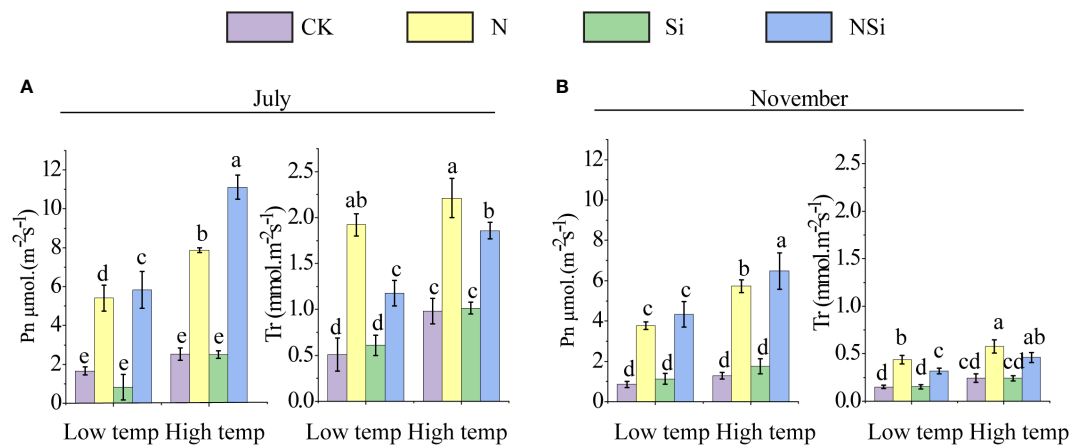 CK N Si NSi
A B
July November
Pn μmol.(m⁻²s⁻¹)
12
10
8
6
4
2
0
e d e d e b e a
c
Low temp High temp
Tr (mmol.m⁻²s⁻¹)
2.5
2.0
1.5
1.0
0.5
0.0
d ab d c c a c b
Low temp High temp
Pn μmol.(m⁻²s⁻¹)
12
10
8
6
4
2
0
d c d c d b d a
Low temp High temp
Tr (mmol.m⁻²s⁻¹)
2.5
2.0
1.5
1.0
0.5
0.0
d b d c cd a cd ab
Low temp High temp